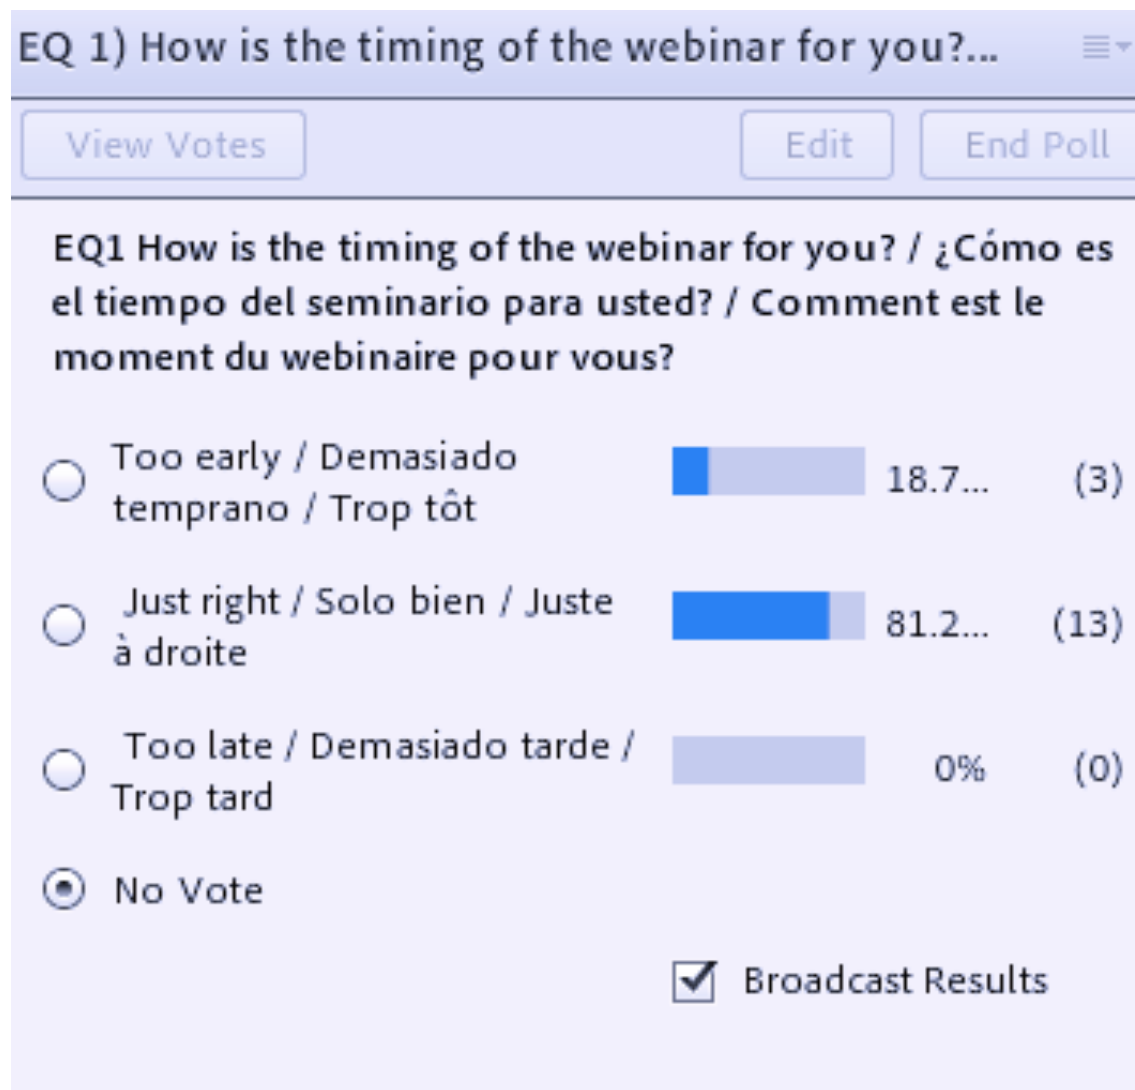 EQ 1) How is the timing of the webinar for you?...
View Votes
Edit
End Poll
EQ1 How is the timing of the webinar for you? / ¿Cómo es
el tiempo del seminario para usted? / Comment est le
moment du webinaire pour vous?
Too early / Demasiado
temprano / Trop tôt
18.7...
(3)
Just right / Solo bien / Juste
à droite
81.2...
(13)
Too late / Demasiado tarde /
Trop tard
0%
(0)
No Vote
Broadcast Results